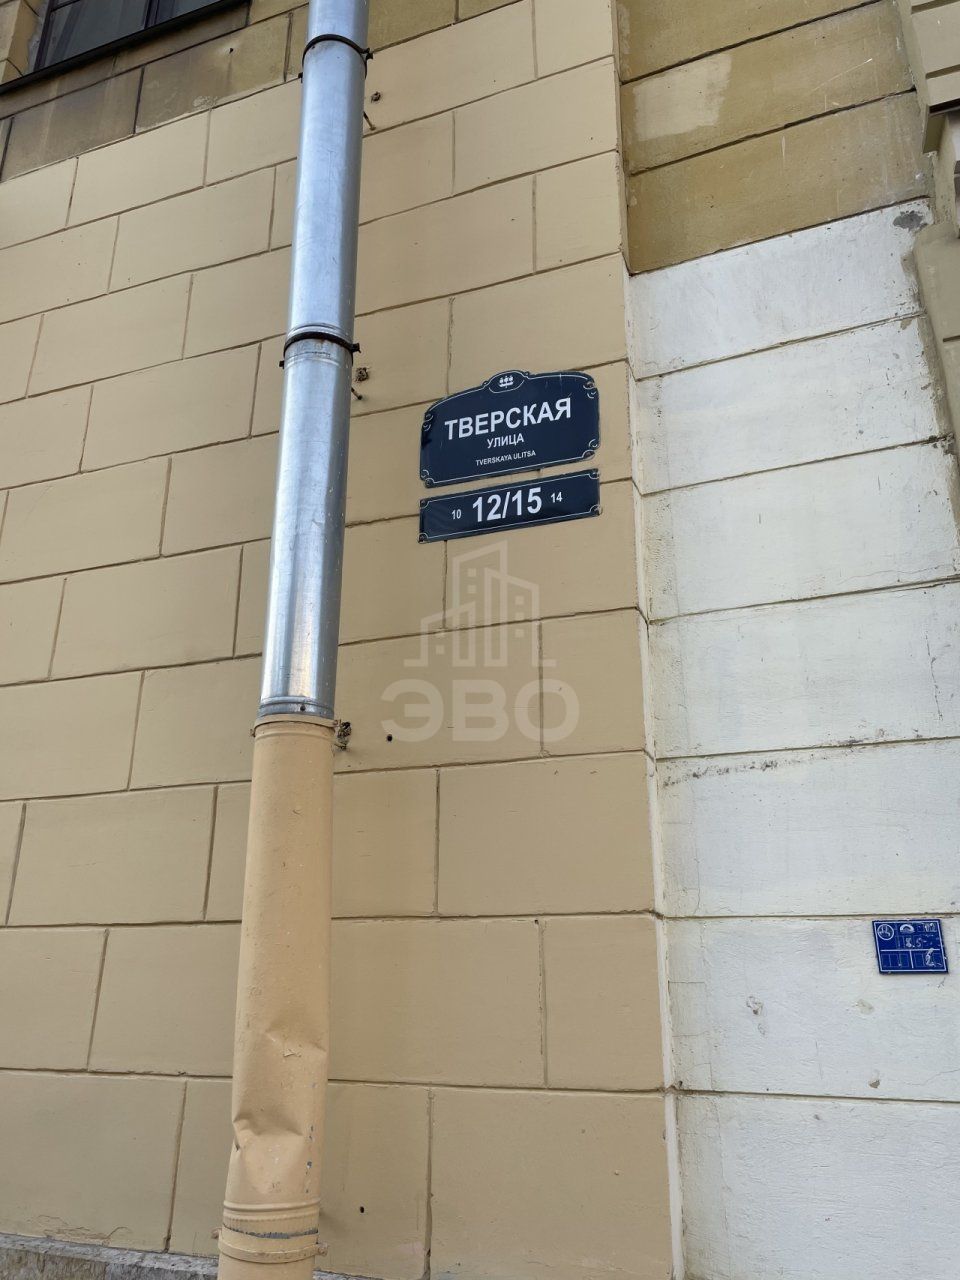 ТВЕРСКАЯ
УЛИЦА
TVERSKAYA ULITSA
10 12/15 14
ЭВО